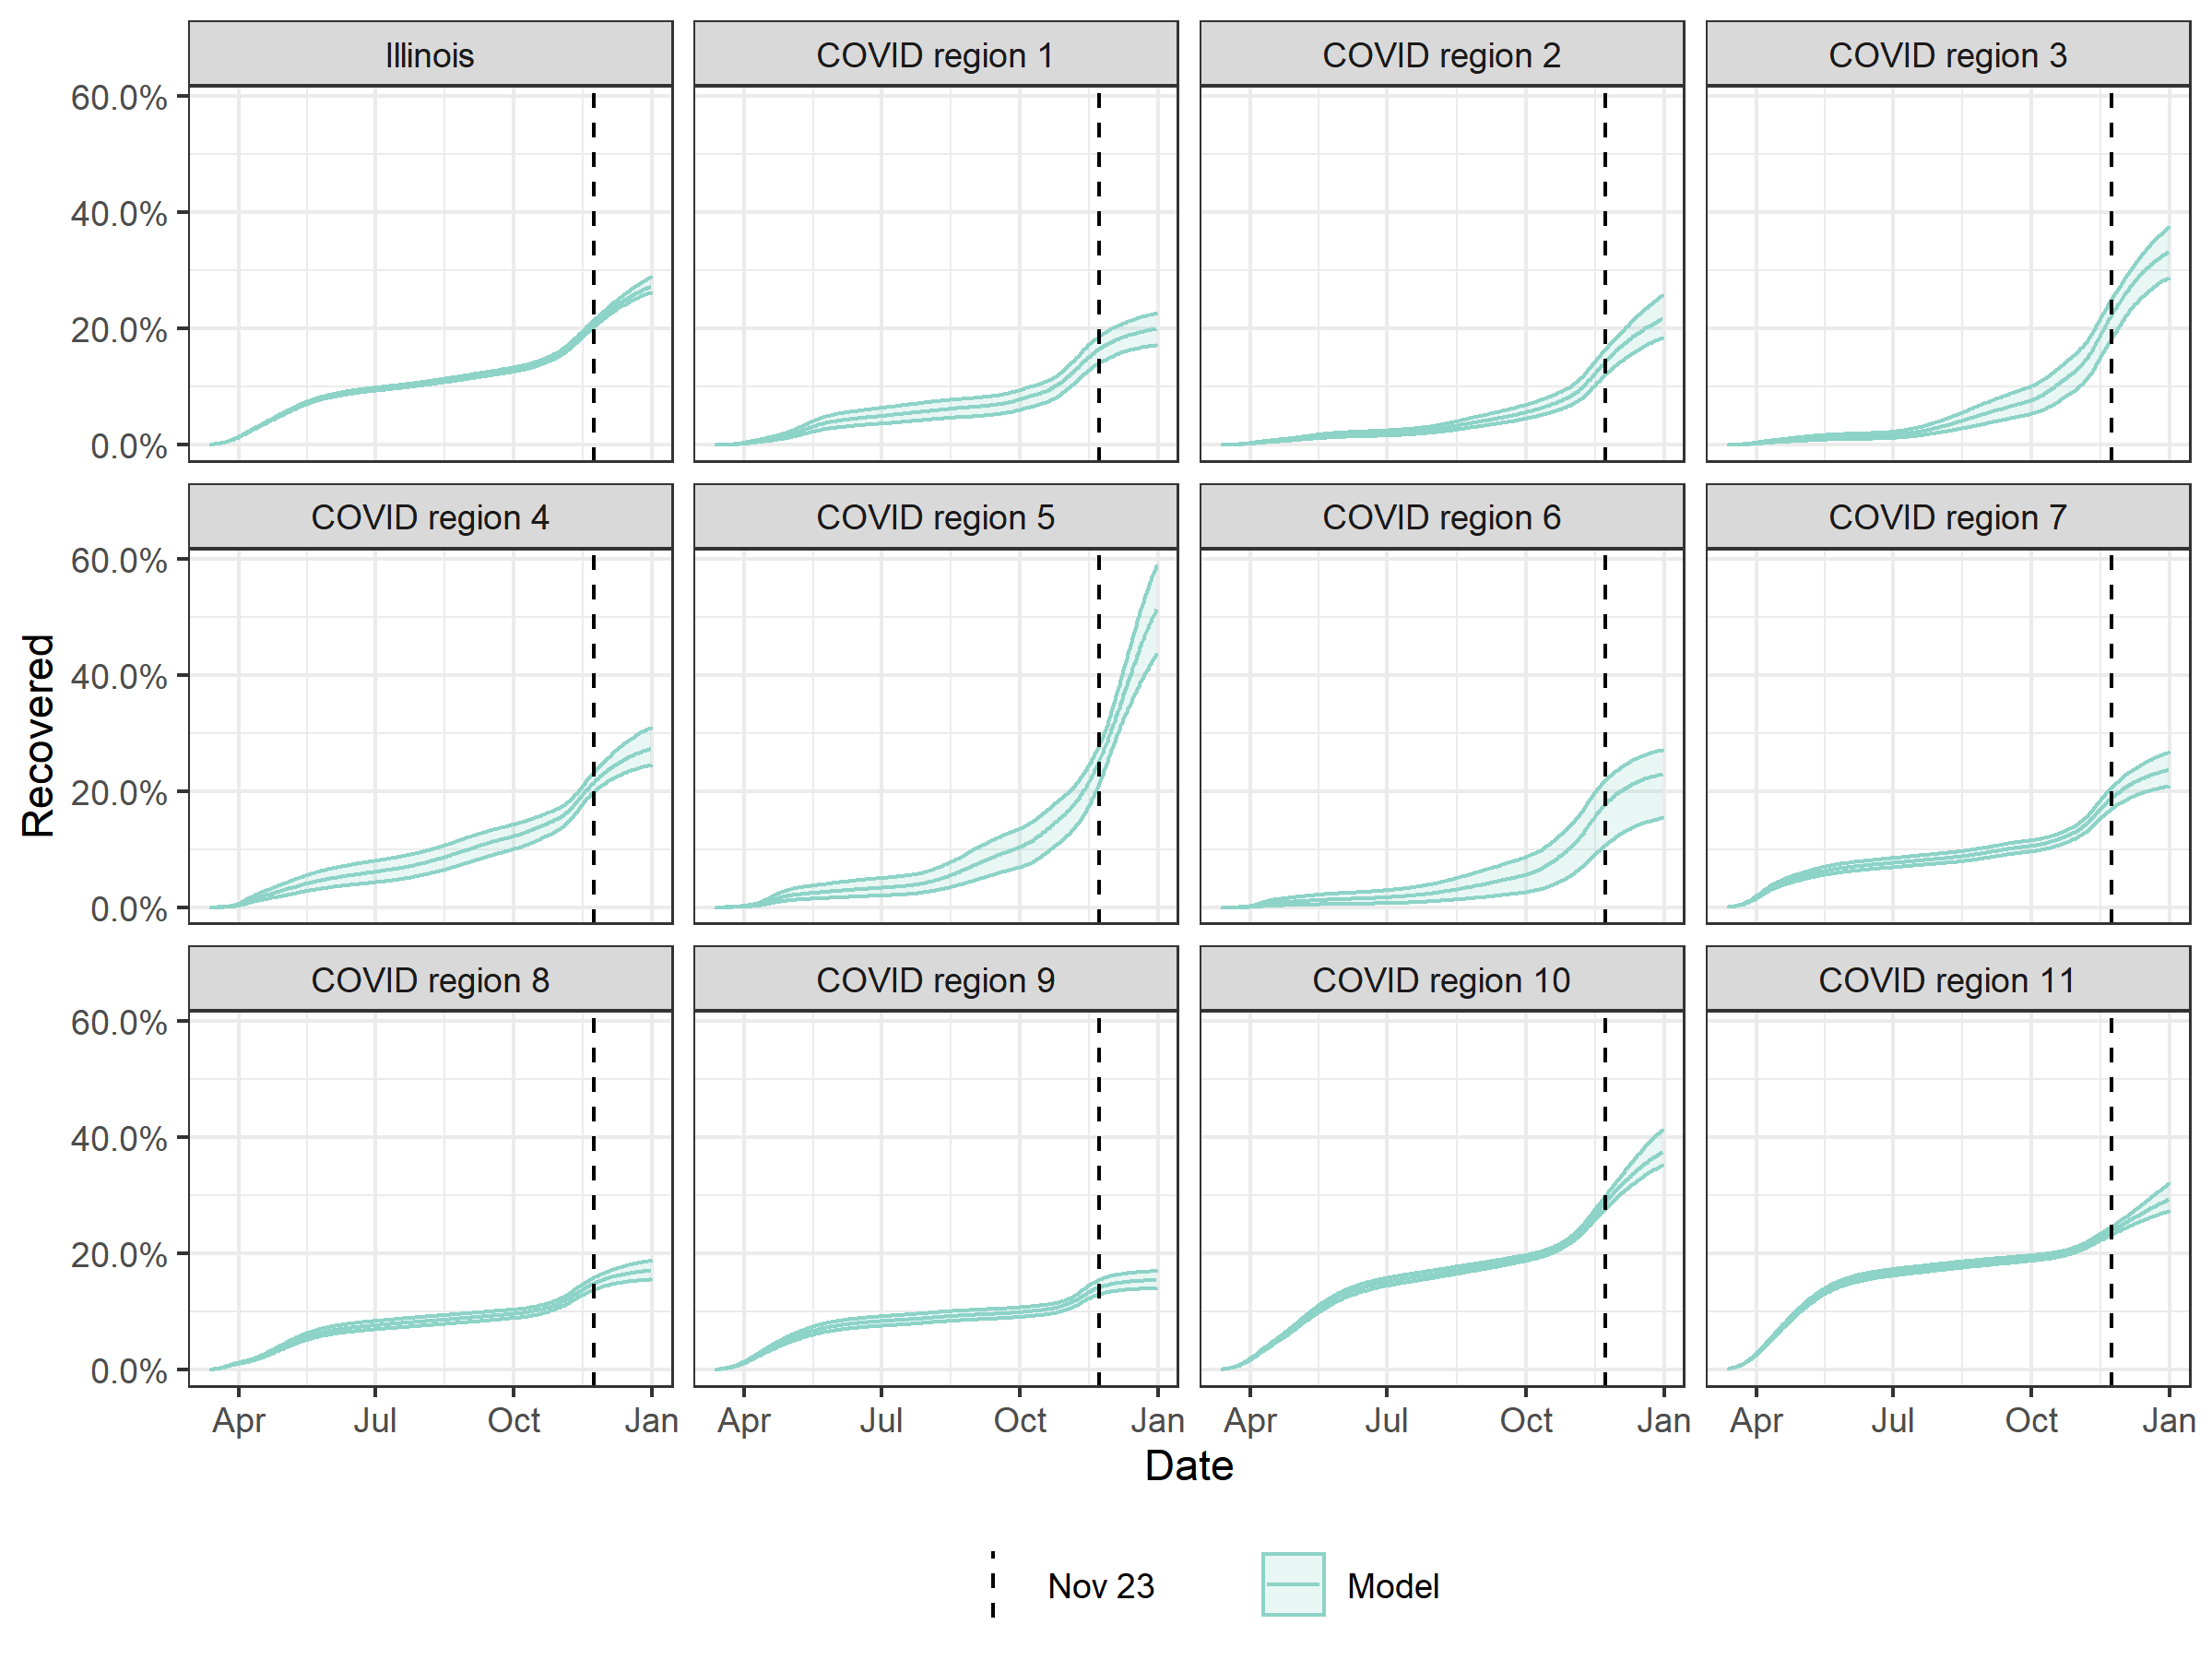 Illinois
COVID region 1
COVID region 2
COVID region 3
60.0%
40.0%
20.0%
0.0%
COVID region 4
COVID region 5
COVID region 6
COVID region 7
60.0%
40.0%
20.0%
0.0%
Recovered
COVID region 8
COVID region 9
COVID region 10
COVID region 11
60.0%
40.0%
20.0%
0.0%
Apr Jul Oct Jan
Apr Jul Oct Jan
Apr Jul Oct Jan
Apr Jul Oct Jan
Date
Nov 23
Model